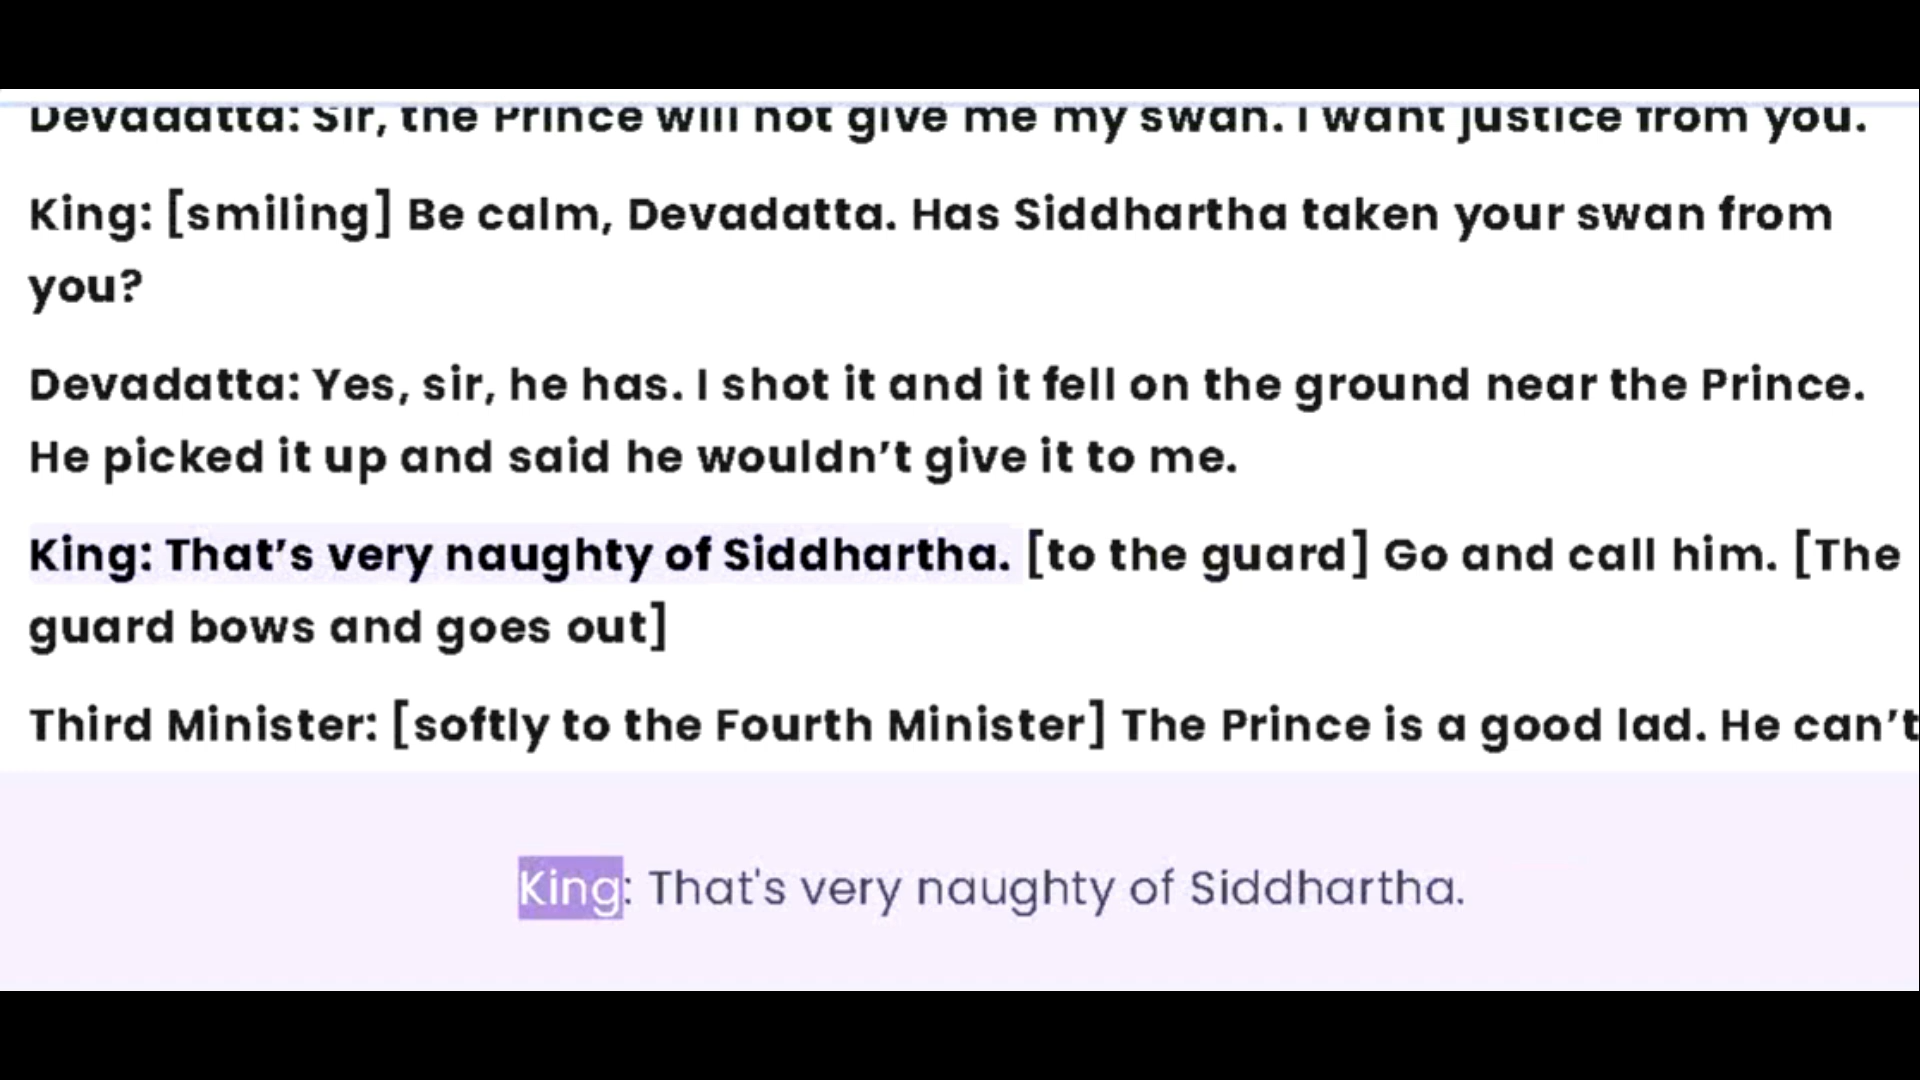 Devadatta: Sir, the Prince will not give me my swan. I want justice from you.
King: [smiling] Be calm, Devadatta. Has Siddhartha taken your swan from
you?
Devadatta: Yes, sir, he has. I shot it and it fell on the ground near the Prince.
He picked it up and said he wouldn’t give it to me.
King: That’s very naughty of Siddhartha. [to the guard] Go and call him. [The
guard bows and goes out]
Third Minister: [softly to the Fourth Minister] The Prince is a good lad. He can’t
King: That's very naughty of Siddhartha.